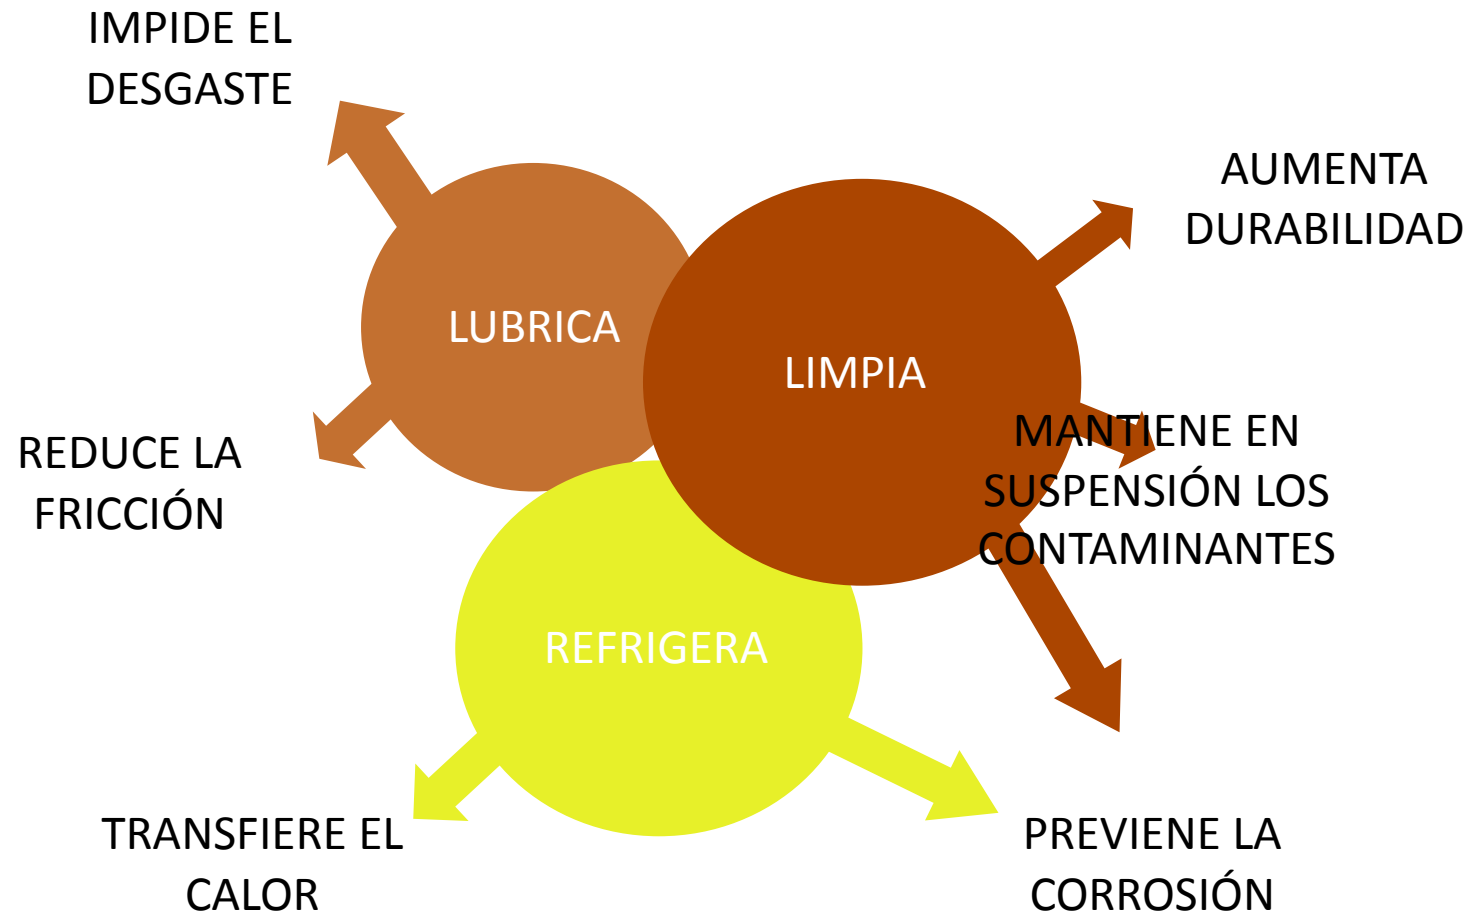 IMPIDE EL
DESGASTE
AUMENTA
DURABILIDAD
LUBRICA
LIMPIA
MANTIENE EN
SUSPENSIÓN LOS
CONTAMINANTES
REDUCE LA
FRICCIÓN
REFRIGERA
TRANSFIERE EL
CALOR
PREVIENE LA
CORROSIÓN